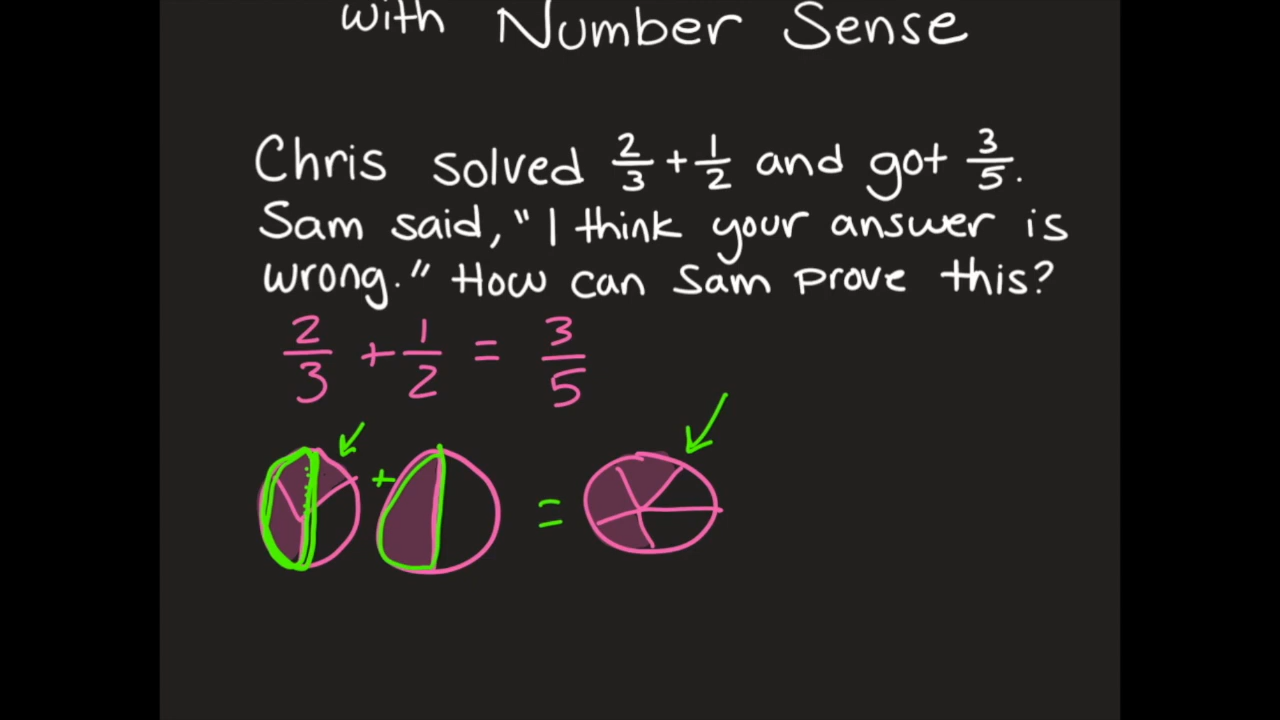 with Number Sense
Chris solved 2/3 + 1/2 and got 3/5.
Sam said, "I think your answer is
wrong." How can Sam prove this?
2/3 + 1/2 = 3/5
+ =